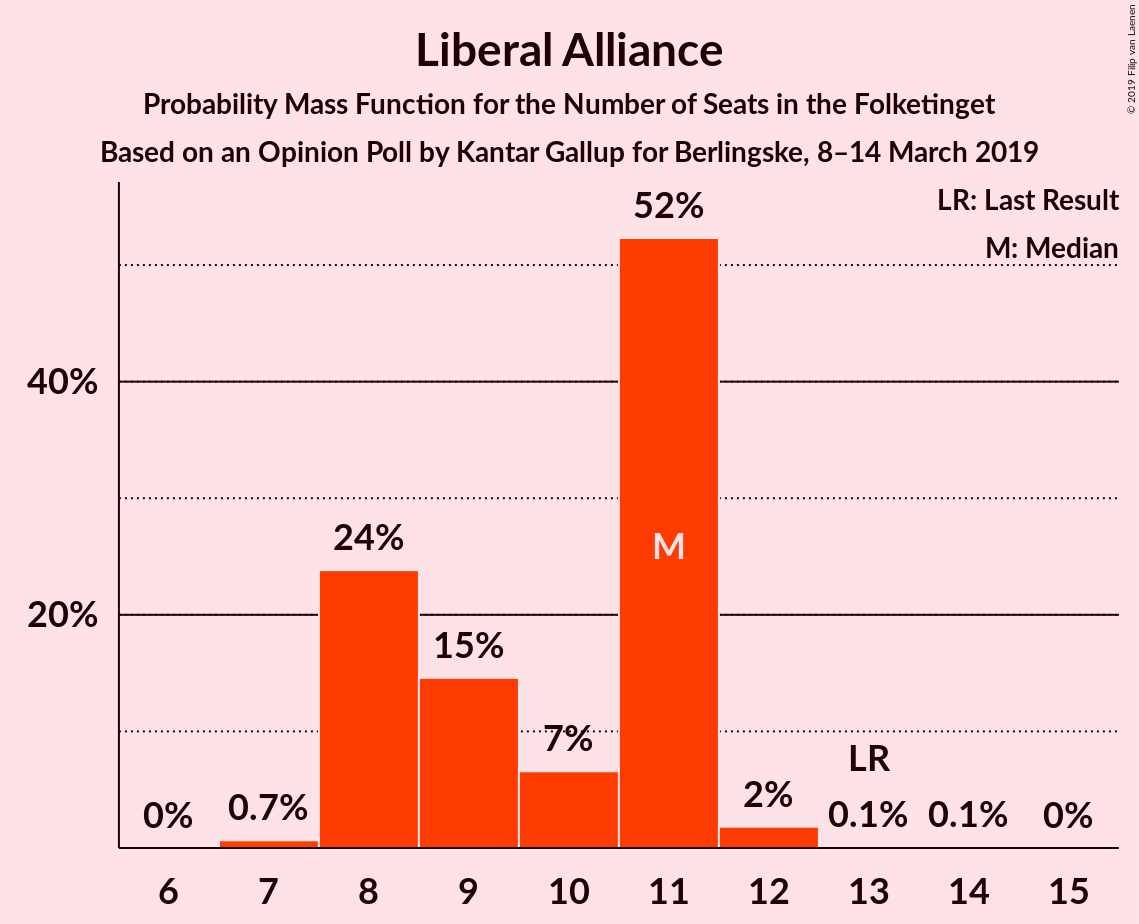 Liberal Alliance
Probability Mass Function for the Number of Seats in the Folketinget
Based on an Opinion Poll by Kantar Gallup for Berlingske, 8–14 March 2019
© 2019 Filip van Laenen
LR: Last Result
M: Median
40%
20%
0%
0.7%
24%
15%
7%
52%
M
2%
LR
0.1%
0.1%
0%
6 7 8 9 10 11 12 13 14 15